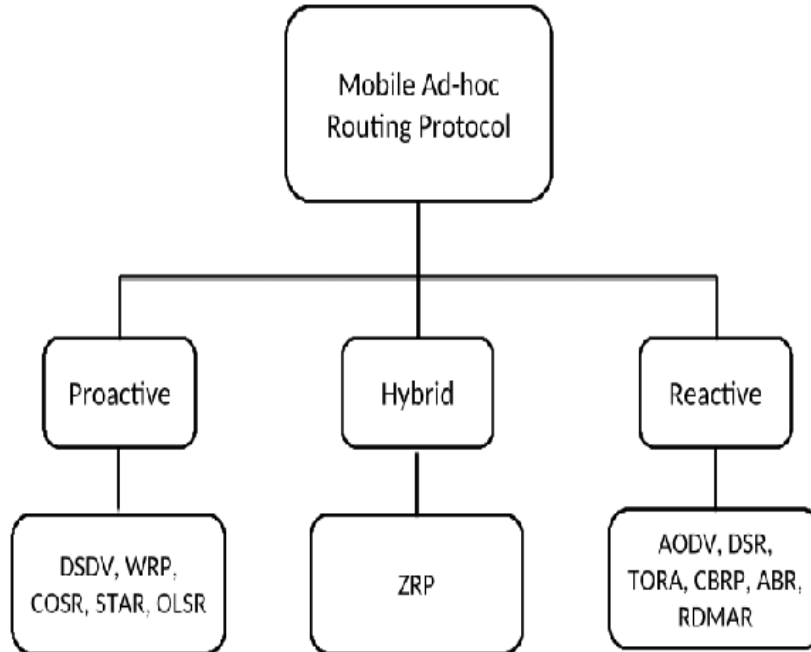 Mobile Ad-hoc
Routing Protocol
Proactive
Hybrid
Reactive
DSDV, WRP,
COSR, STAR, OLSR
ZRP
AODV, DSR,
TORA, CBRP, ABR,
RDMAR